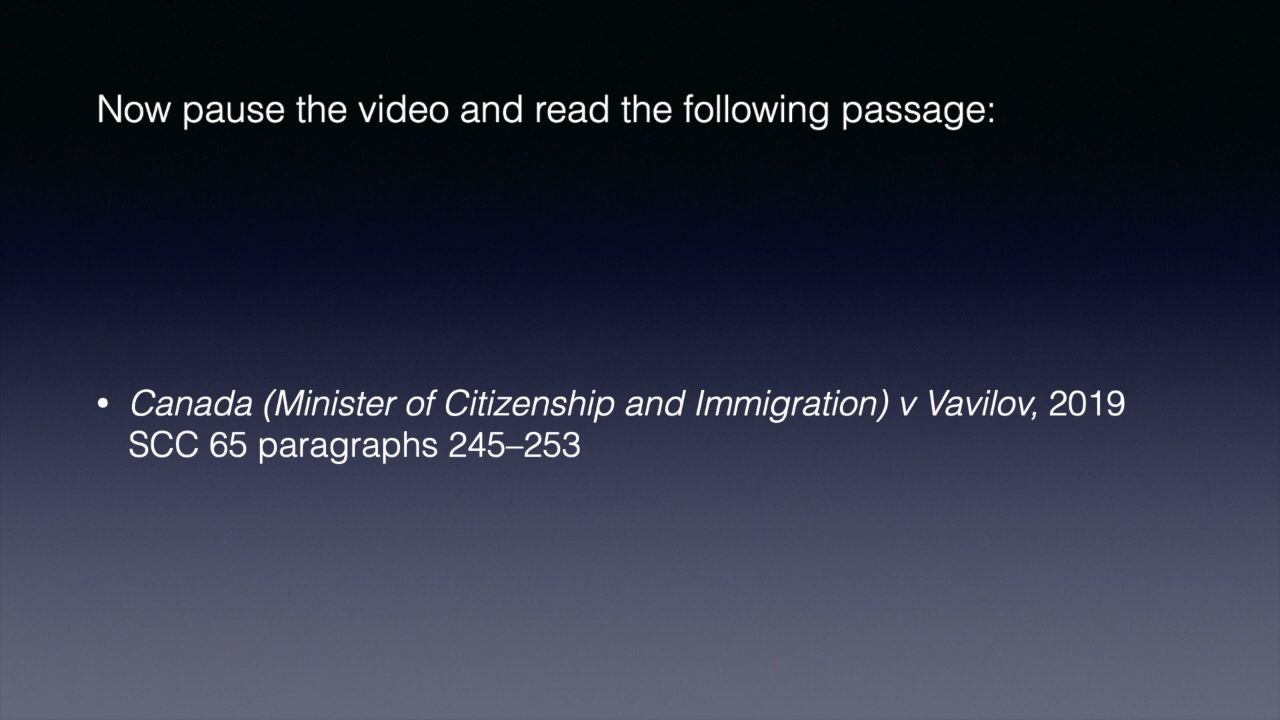 Now pause the video and read the following passage:
• Canada (Minister of Citizenship and Immigration) v Vavilov, 2019
SCC 65 paragraphs 245–253